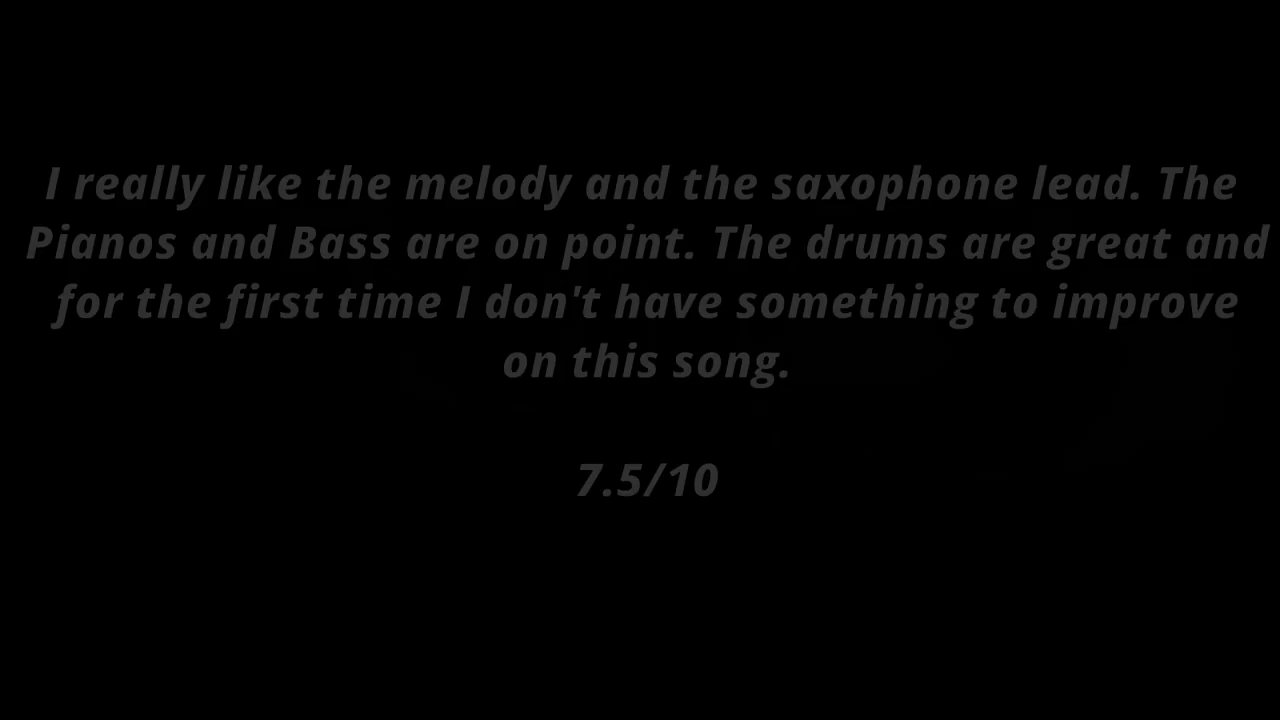 I really like the melody and the saxophone lead. The
Pianos and Bass are on point. The drums are great and
for the first time I don't have something to improve
on this song.
7.5/10